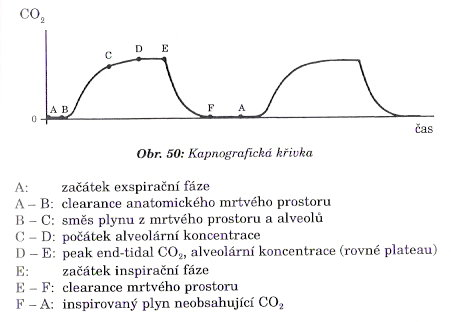 CO₂
C D E
A B F A
0
čas
Obr. 50: Kapnografická křivka
A: začátek exspirační fáze
A – B: clearance anatomického mrtvého prostoru
B – C: směs plynu z mrtvého prostoru a alveolů
C – D: počátek alveolární koncentrace
D – E: peak end-tidal CO₂, alveolární koncentrace (rovné plateau)
E: začátek inspirační fáze
E – F: clearance mrtvého prostoru
F – A: inspirovaný plyn neobsahující CO₂